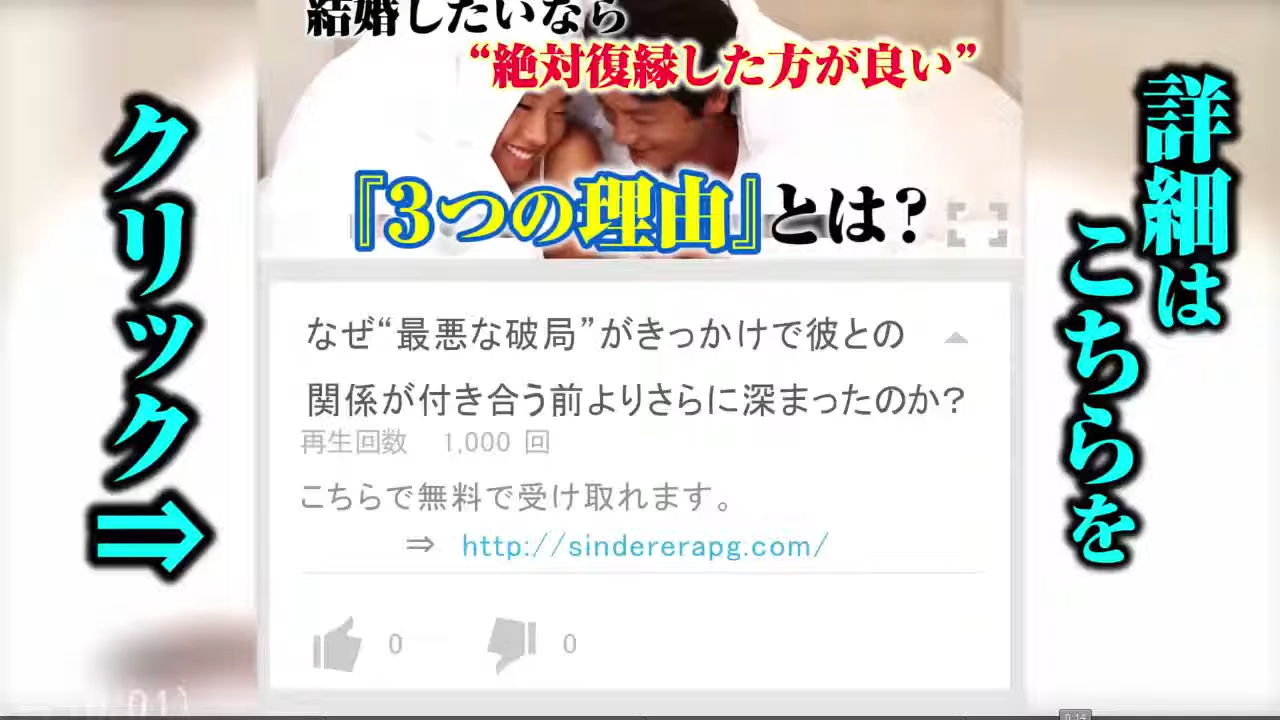 結婚したいなら
“絶対復縁した方が良い”
『3つの理由』とは?
詳細は
こちらを
クリック⇒
なぜ“最悪な破局”がきっかけで彼との
関係が付き合う前よりさらに深まったのか?
再生回数 1,000 回
こちらで無料で受け取れます。
⇒ http://sindererapg.com/
0 0
0:14